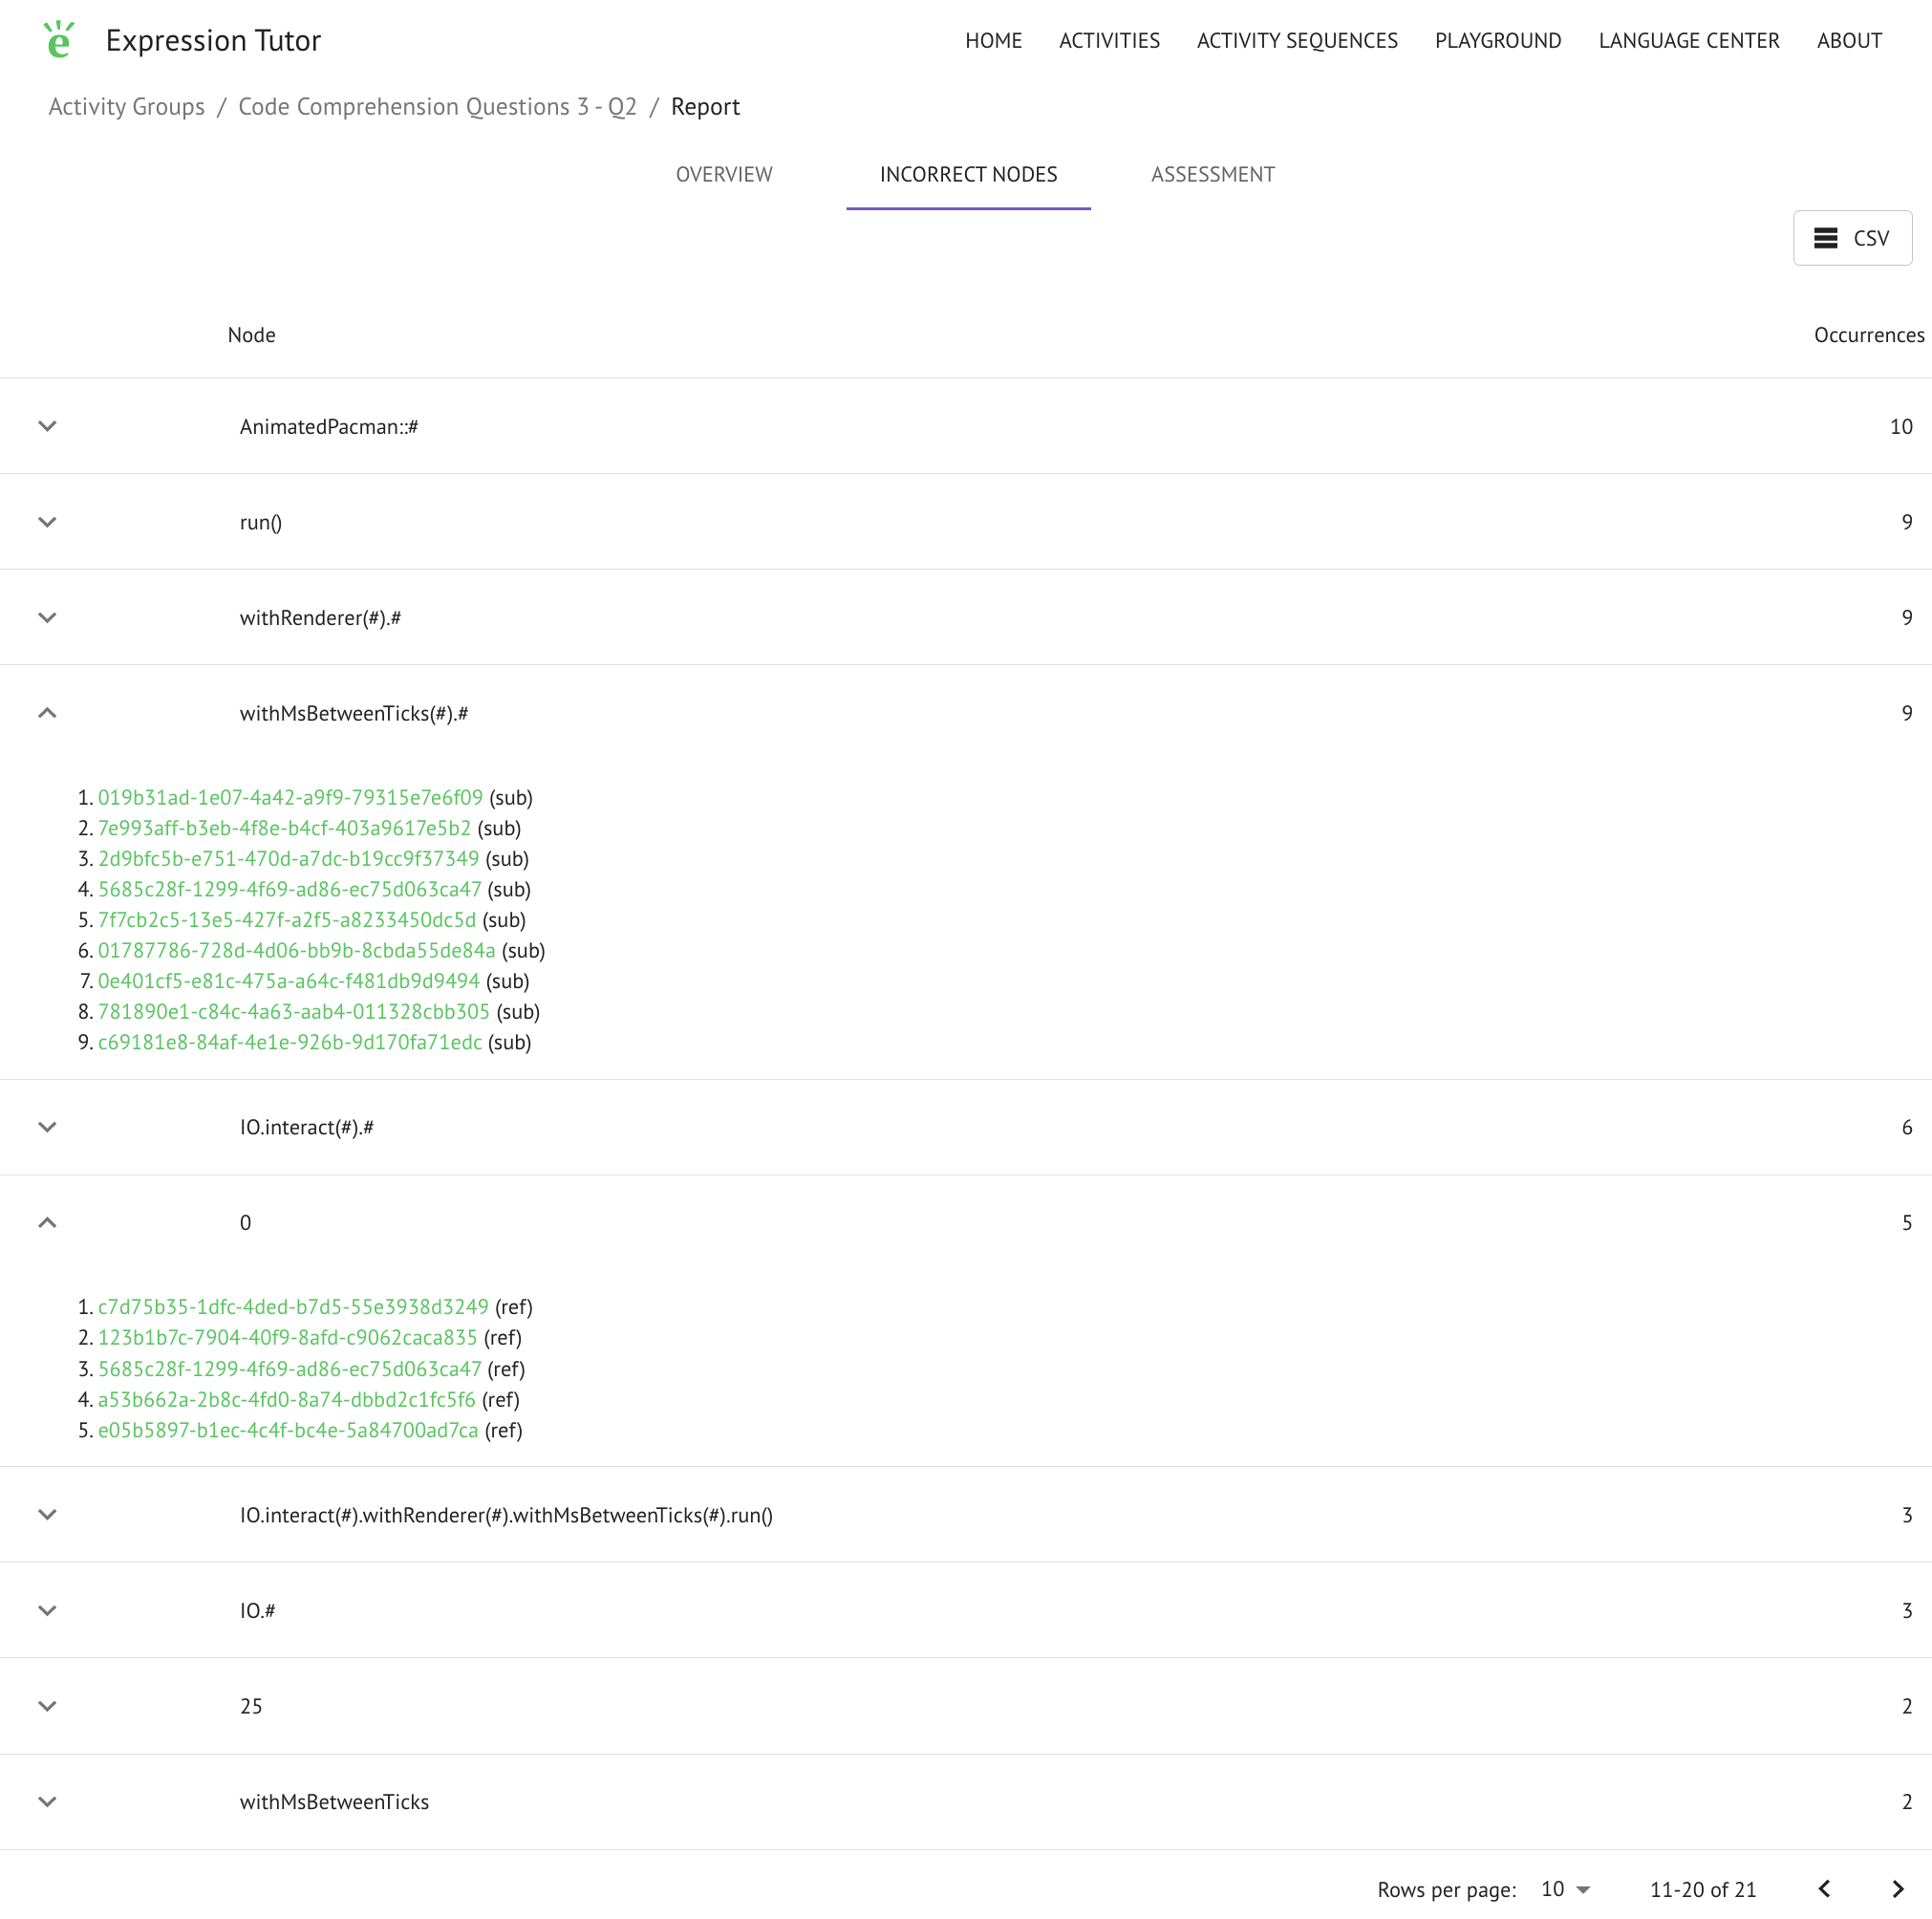 Expression Tutor
HOME ACTIVITIES ACTIVITY SEQUENCES PLAYGROUND LANGUAGE CENTER ABOUT
Activity Groups / Code Comprehension Questions 3 - Q2 / Report
OVERVIEW INCORRECT NODES ASSESSMENT
CSV
Node Occurrences
AnimatedPacman::# 10
run() 9
withRenderer(#).# 9
withMsBetweenTicks(#).# 9
1. 019b31ad-1e07-4a42-a9f9-79315e7e6f09 (sub)
2. 7e993aff-b3eb-4f8e-b4cf-403a9617e5b2 (sub)
3. 2d9bfc5b-e751-470d-a7dc-b19cc9f37349 (sub)
4. 5685c28f-1299-4f69-ad86-ec75d063ca47 (sub)
5. 7f7cb2c5-13e5-427f-a2f5-a8233450dc5d (sub)
6. 01787786-728d-4d06-bb9b-8cbda55de84a (sub)
7. 0e401cf5-e81c-475a-a64c-f481db9d9494 (sub)
8. 781890e1-c84c-4a63-aab4-011328cbb305 (sub)
9. c69181e8-84af-4e1e-926b-9d170fa71edc (sub)
IO.interact(#).# 6
0 5
1. c7d75b35-1dfc-4ded-b7d5-55e3938d3249 (ref)
2. 123b1b7c-7904-40f9-8afd-c9062caca835 (ref)
3. 5685c28f-1299-4f69-ad86-ec75d063ca47 (ref)
4. a53b662a-2b8c-4fd0-8a74-dbbd2c1fc5f6 (ref)
5. e05b5897-b1ec-4c4f-bc4e-5a84700ad7ca (ref)
IO.interact(#).withRenderer(#).withMsBetweenTicks(#).run() 3
IO.# 3
25 2
withMsBetweenTicks 2
Rows per page: 10 11-20 of 21